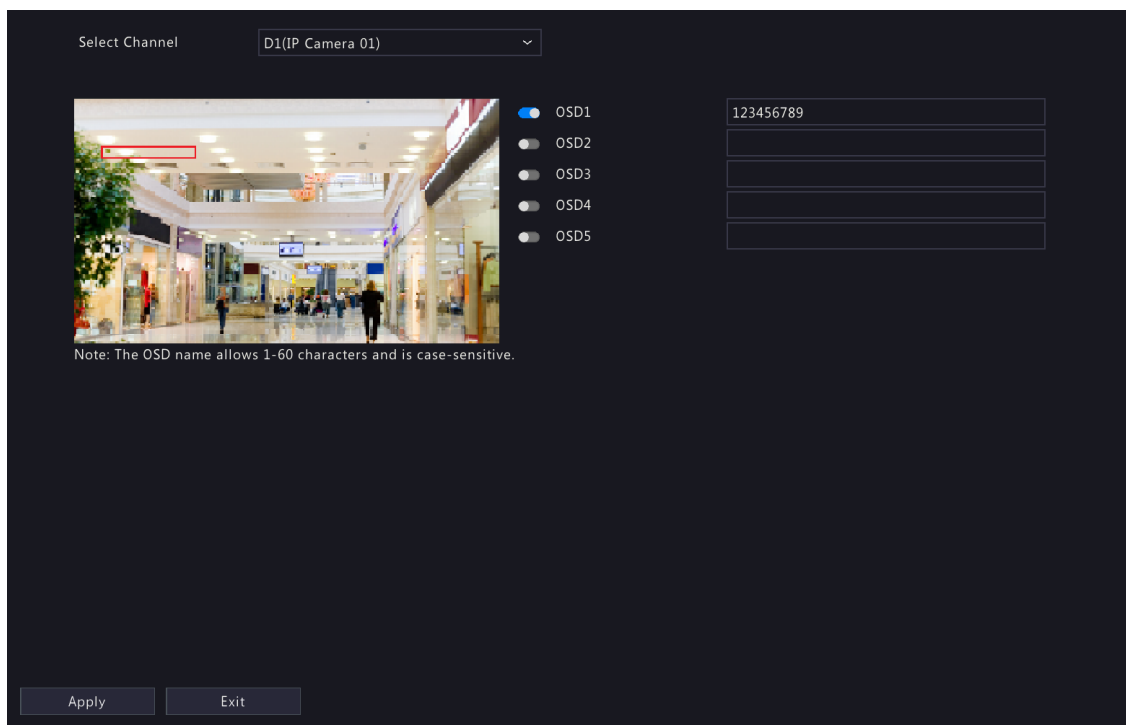 Select Channel
D1(IP Camera 01)
OSD1
123456789
OSD2
OSD3
OSD4
OSD5
Note: The OSD name allows 1-60 characters and is case-sensitive.
Apply
Exit